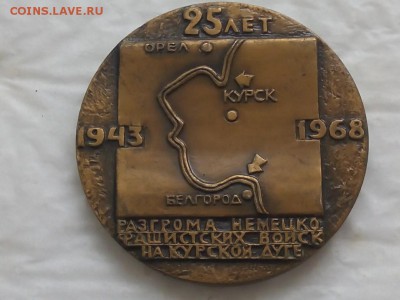 COINS.LAVE.RU
25 ЛЕТ
ОРЕЛ
КУРСК
1943 1968
БЕЛГОРОД
РАЗГРОМА НЕМЕЦКО
ФАШИСТСКИХ ВОЙСК
НА КУРСКОЙ ДУГЕ